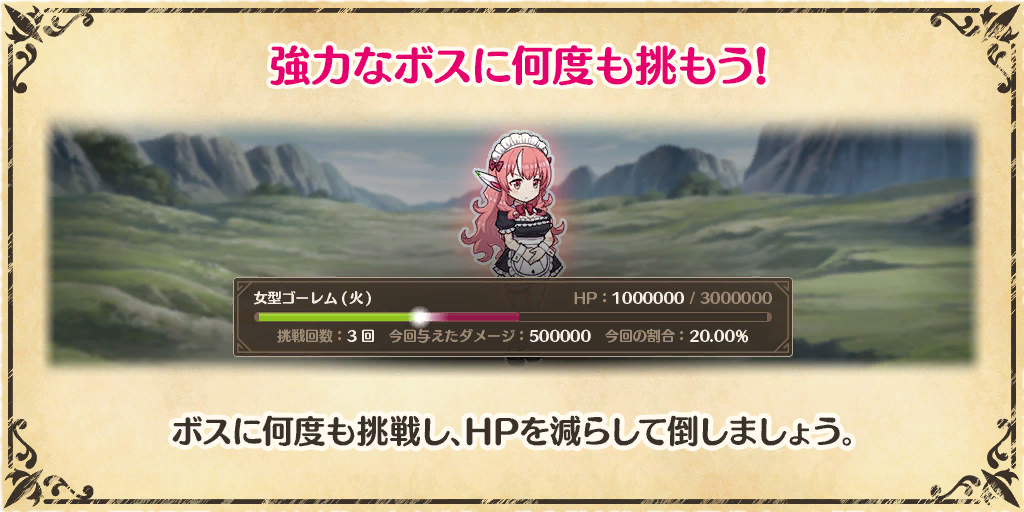 強力なボスに何度も挑もう!
女型ゴーレム(火) HP:1000000 / 3000000
挑戦回数:3回 今回与えたダメージ:500000 今回の割合:20.00%
ボスに何度も挑戦し、HPを減らして倒しましょう。